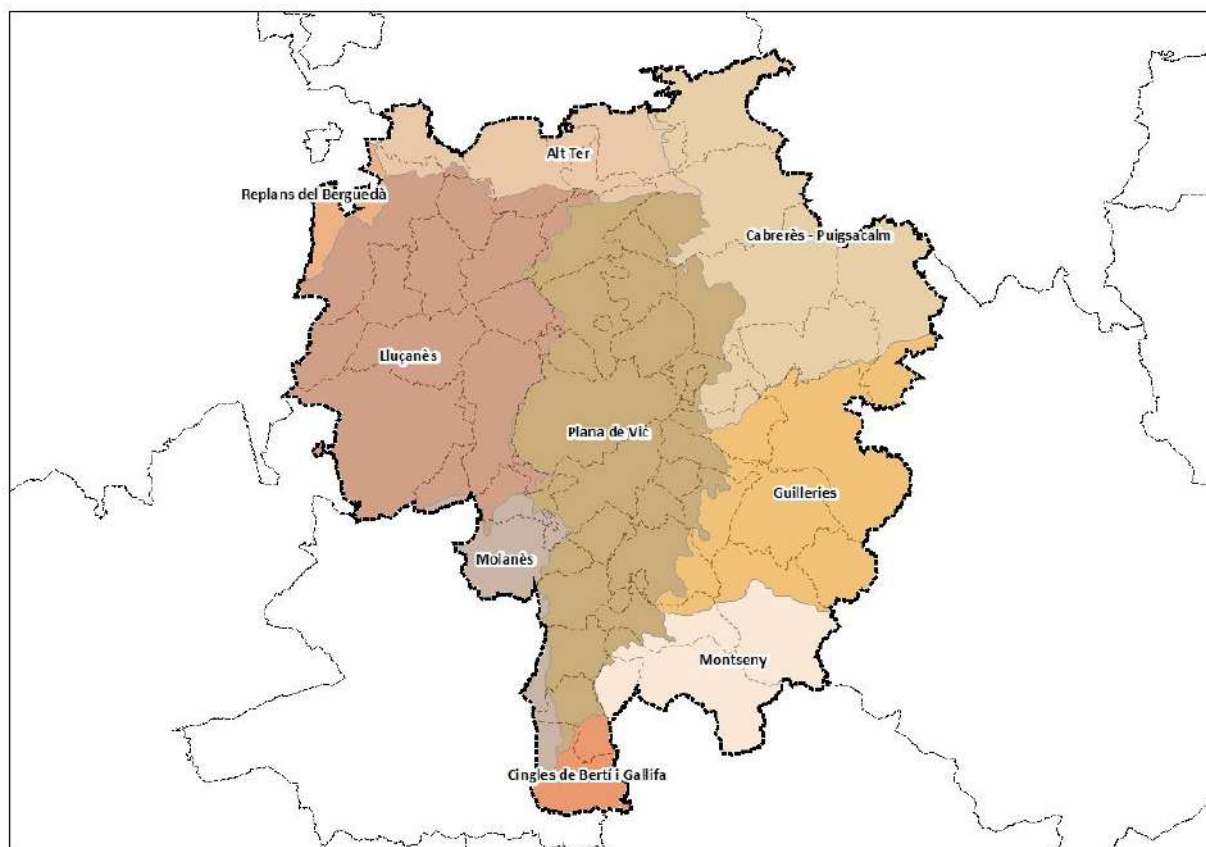 Alt Ter
Replans del Berguedà
Cabrerès - Puigsacalm
Lluçanès
Plana de Vic
Guilleries
Moianès
Montseny
Cingles de Bertí i Gallifa